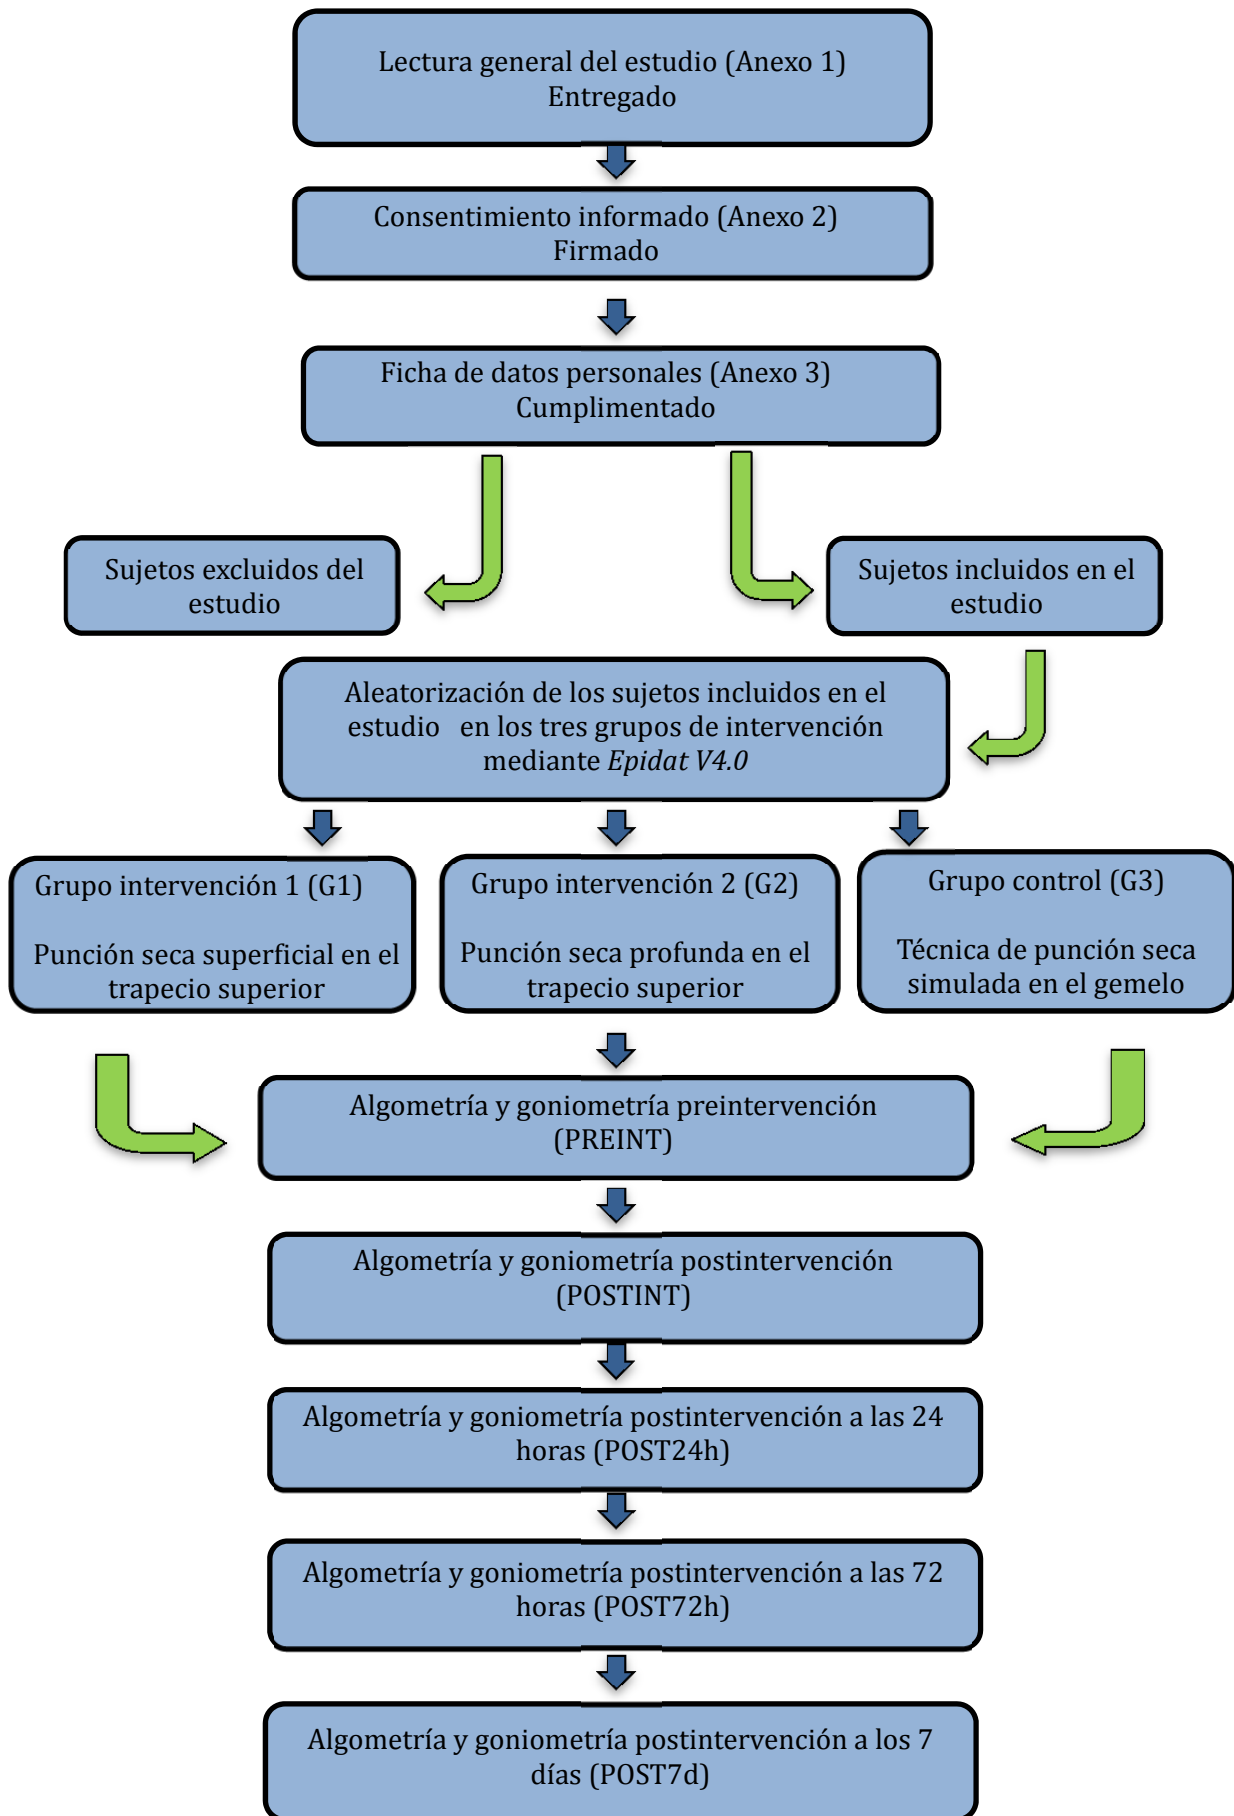 Lectura general del estudio (Anexo 1)
Entregado
Consentimiento informado (Anexo 2)
Firmado
Ficha de datos personales (Anexo 3)
Cumplimentado
Sujetos excluidos del
estudio
Sujetos incluidos en el
estudio
Aleatorización de los sujetos incluidos en el
estudio en los tres grupos de intervención
mediante Epidat V4.0
Grupo intervención 1 (G1)
Punción seca superficial en el
trapecio superior
Grupo intervención 2 (G2)
Punción seca profunda en el
trapecio superior
Grupo control (G3)
Técnica de punción seca
simulada en el gemelo
Algometría y goniometría preintervención
(PREINT)
Algometría y goniometría postintervención
(POSTINT)
Algometría y goniometría postintervención a las 24
horas (POST24h)
Algometría y goniometría postintervención a las 72
horas (POST72h)
Algometría y goniometría postintervención a los 7
días (POST7d)